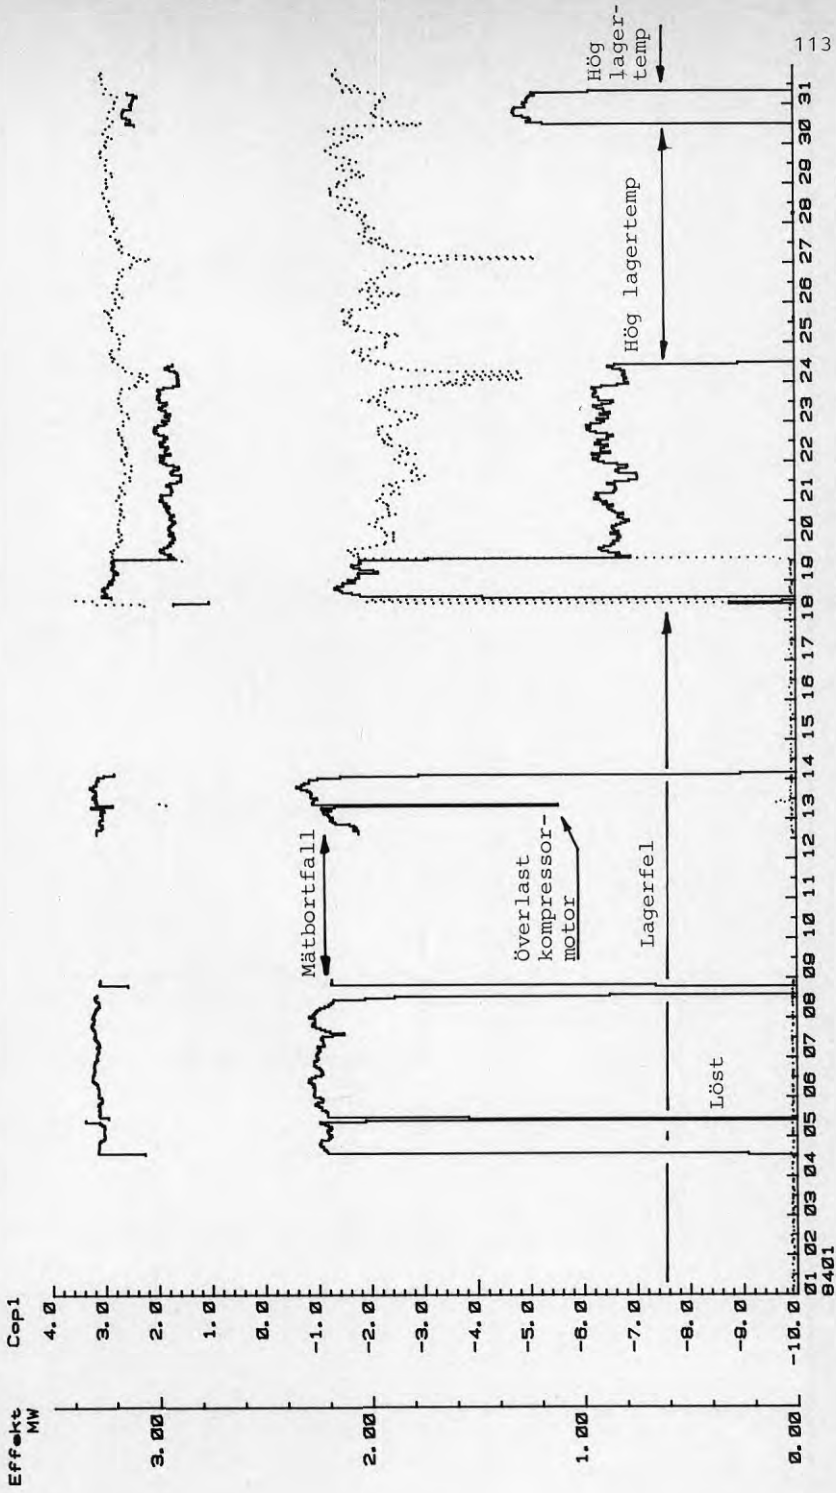 113
Effekt
MW
Cop1
3.00
2.00
1.00
0.00
4.0
3.0
2.0
1.0
0.0
-1.0
-2.0
-3.0
-4.0
-5.0
-6.0
-7.0
-8.0
-9.0
-10.0
Mätbortfall
Överlast
kompressor-
motor
Lagerfel
Löst
Hög lagertemp
Hög
lager-
temp
01 02 03 04 05 06 07 08 09 10 11 12 13 14 15 16 17 18 19 20 21 22 23 24 25 26 27 28 29 30 31
8401